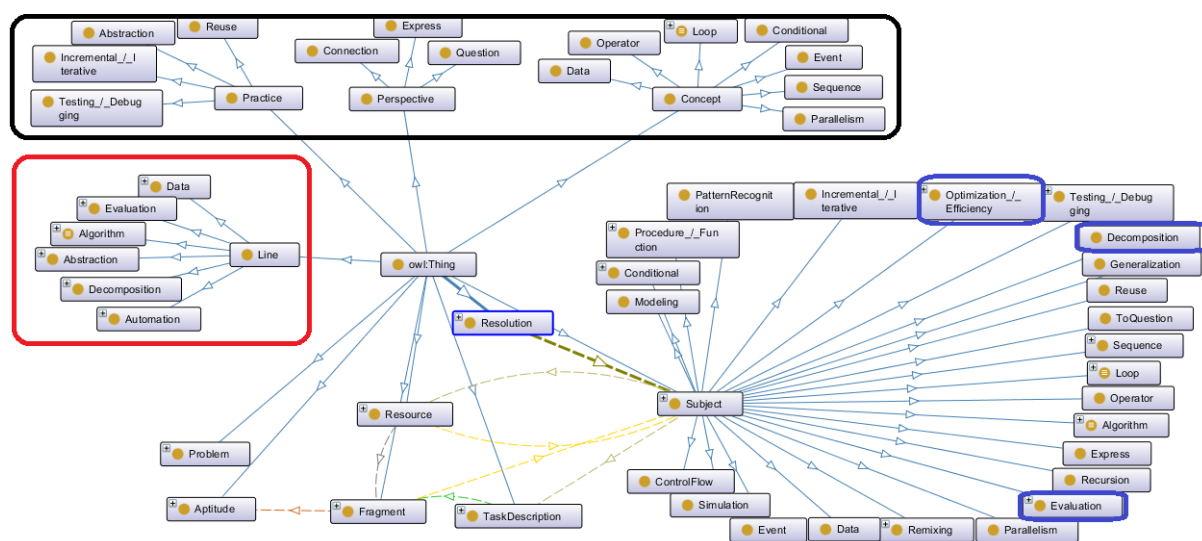 Express
Reuse
Abstraction
Loop
Conditional
Operator
Connection
Question
Event
Incremental_/_I
terative
Data
Sequence
Practice
Perspective
Concept
Testing_/_Debug
ging
Parallelism
Data
Evaluation
Algorithm
Abstraction
Line
Decomposition
Automation
owl:Thing
Resolution
PatternRecogni
tion
Incremental_/_I
terative
Optimization_/_
Efficiency
Testing_/_Debug
ging
Procedure_/_Fun
ction
Decomposition
Conditional
Generalization
Modeling
Reuse
ToQuestion
Sequence
Loop
Subject
Operator
Resource
Algorithm
Problem
Express
ControlFlow
Recursion
Aptitude
Fragment
TaskDescription
Simulation
Evaluation
Event
Data
Remixing
Parallelism